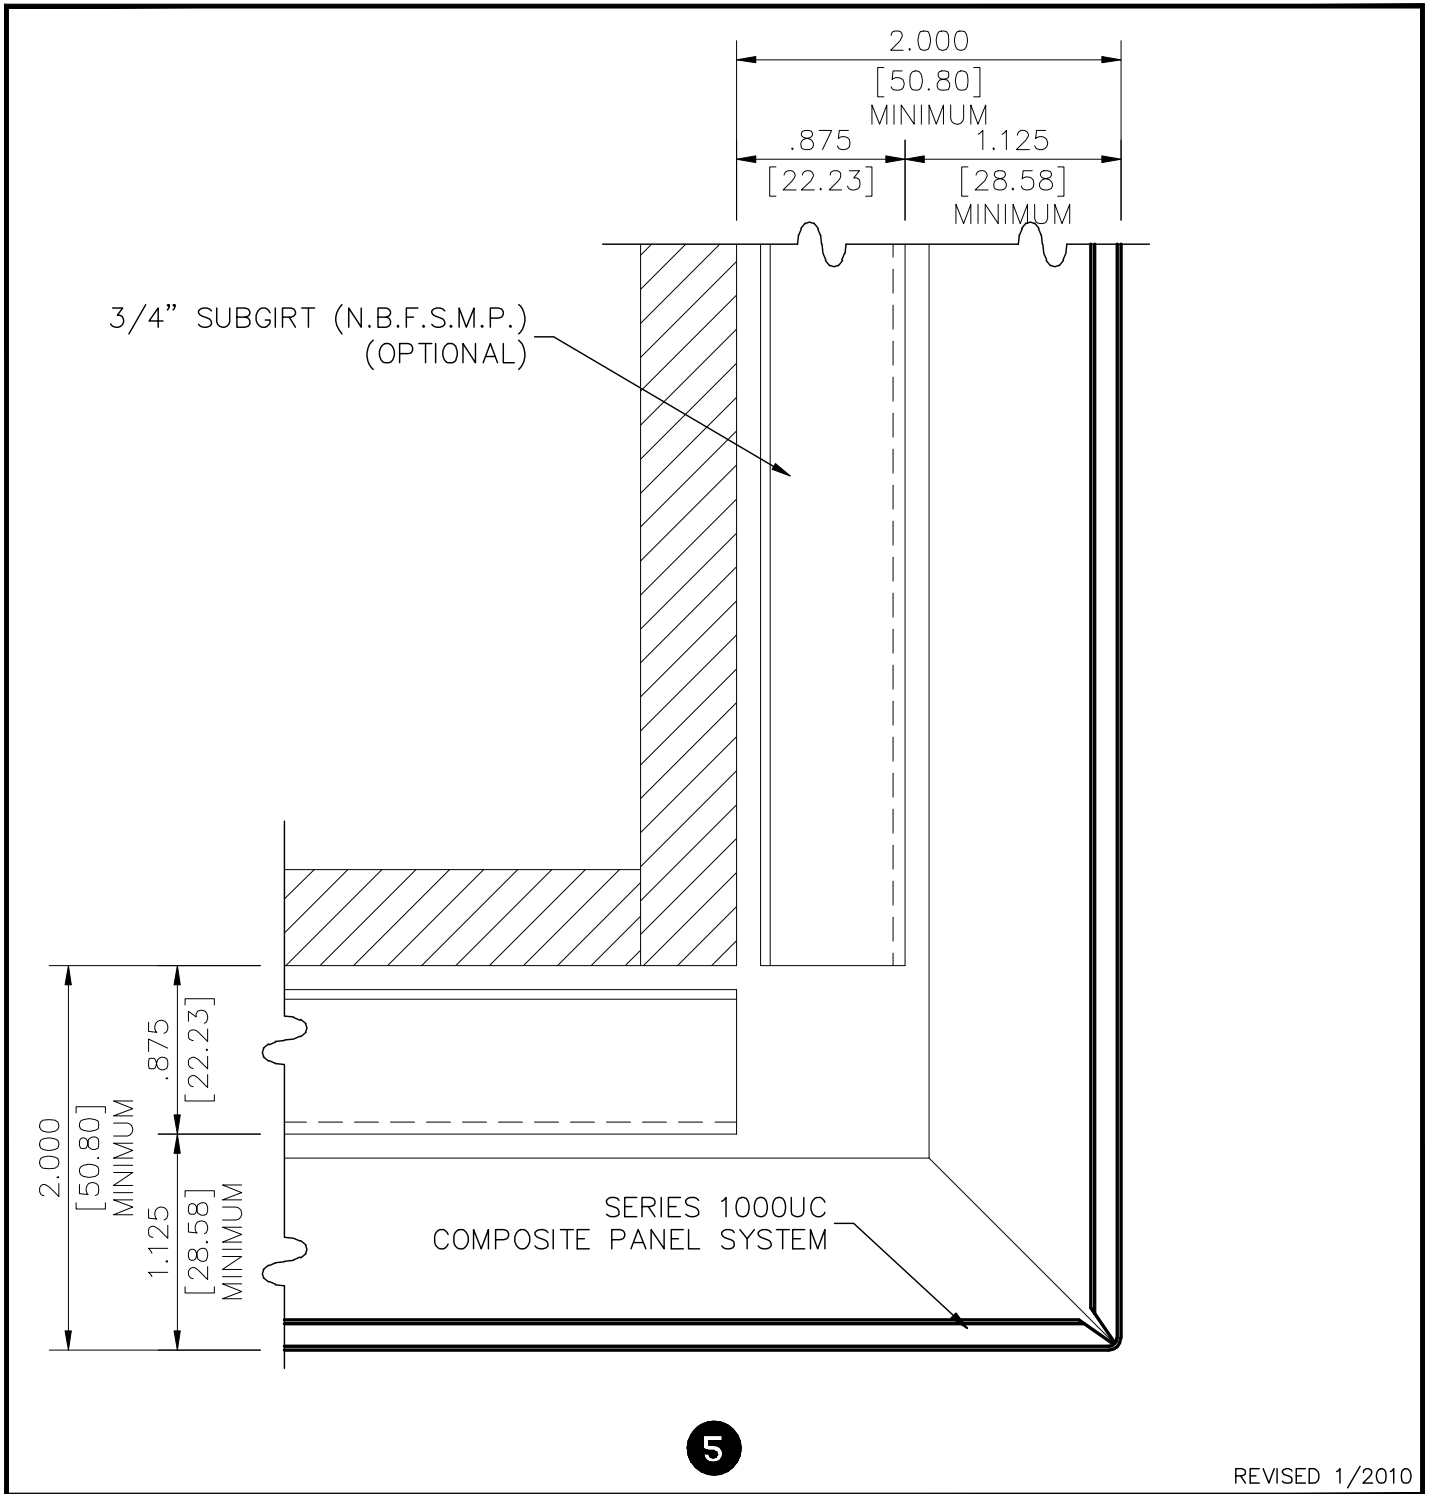 2.000
[50.80]
MINIMUM
.875
[22.23]
1.125
[28.58]
MINIMUM
3/4” SUBGIRT (N.B.F.S.M.P.)
(OPTIONAL)
2.000
[50.80]
MINIMUM
.875
[22.23]
1.125
[28.58]
MINIMUM
SERIES 1000UC
COMPOSITE PANEL SYSTEM
5
REVISED 1/2010